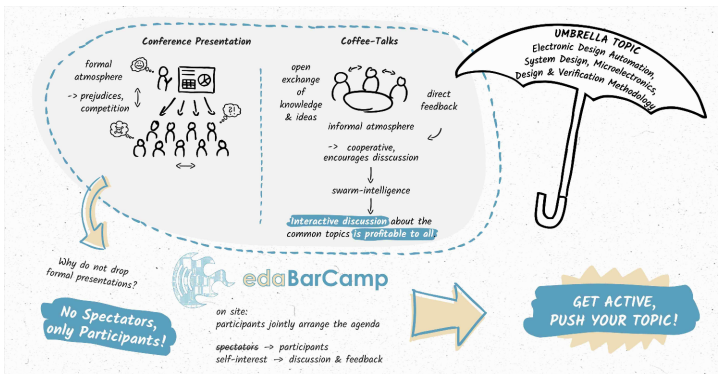 Conference Presentation
formal
atmosphere
-> prejudices,
competition
?!
Coffee-Talks
open
exchange
of
knowledge
& ideas
direct
feedback
informal atmosphere
-> cooperative,
encourages disscussion
swarm-intelligence
Interactive discussion about the
common topics is profitable to all!
UMBRELLA TOPIC
Electronic Design Automation,
System Design, Microelectronics,
Design & Verification Methodology
Why do not drop
formal presentations?
No Spectators,
only Participants!
edaBarCamp
on site:
participants jointly arrange the agenda
spectators -> participants
self-interest -> discussion & feedback
GET ACTIVE,
PUSH YOUR TOPIC!